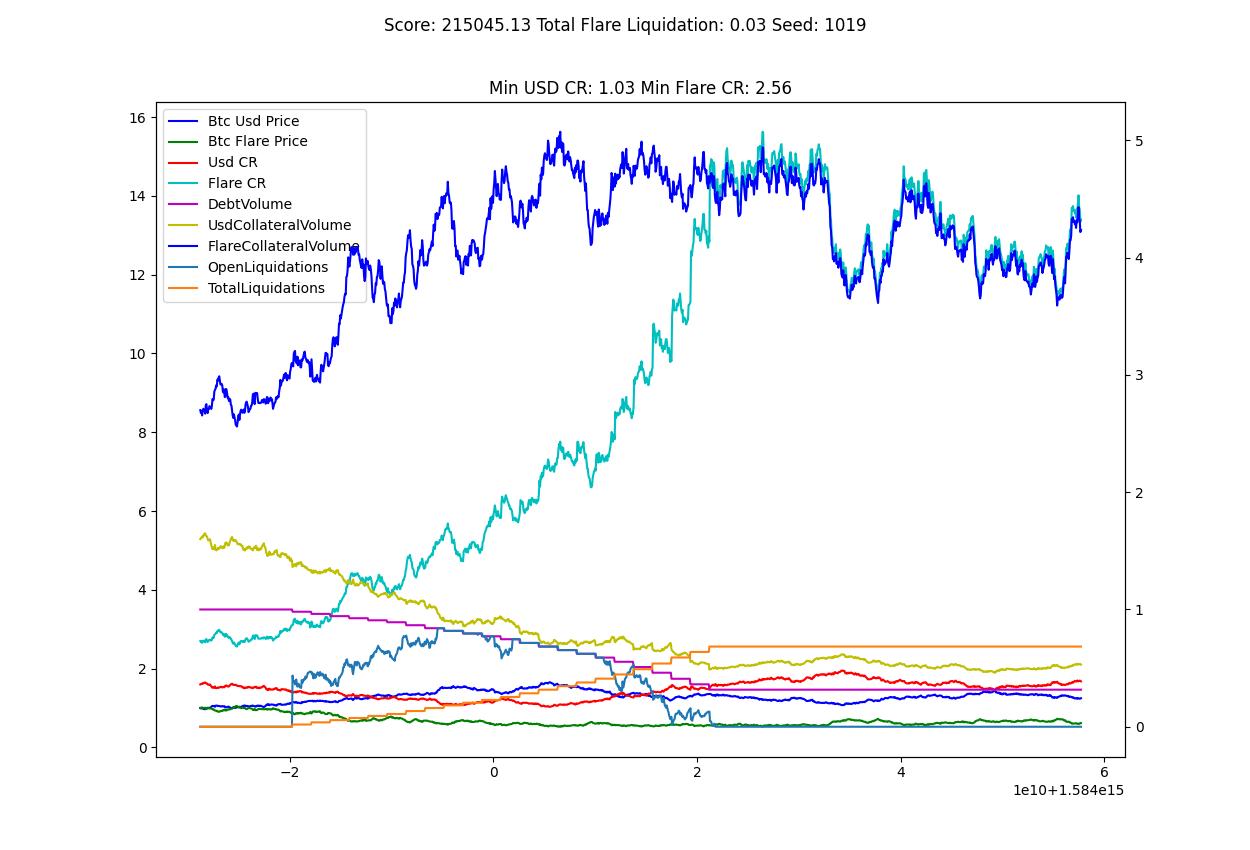 Score: 215045.13 Total Flare Liquidation: 0.03 Seed: 1019
Min USD CR: 1.03 Min Flare CR: 2.56
Btc Usd Price
Btc Flare Price
Usd CR
Flare CR
DebtVolume
UsdCollateralVolume
FlareCollateralVolume
OpenLiquidations
TotalLiquidations
16
14
12
10
8
6
4
2
0
5
4
3
2
1
0
−2
0
2
4
6
1e10+1.584e15